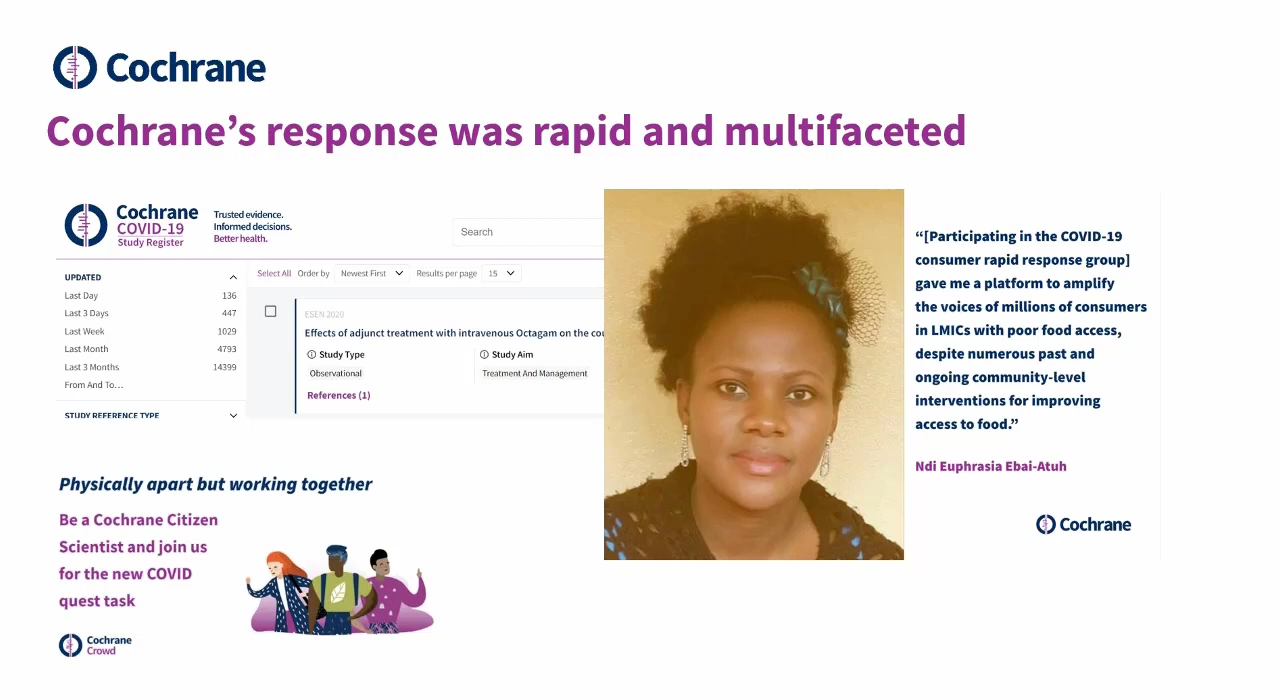 Cochrane
Cochrane’s response was rapid and multifaceted
Cochrane
COVID-19
Study Register
Trusted evidence.
Informed decisions.
Better health.
Search
UPDATED
Last Day 136
Last 3 Days 447
Last Week 1029
Last Month 4793
Last 3 Months 14399
From And To...
STUDY REFERENCE TYPE
Select All Order by Newest First Results per page 15
ESEN 2020
Effects of adjunct treatment with intravenous Octagam on the cou
Study Type
Observational
Study Aim
Treatment And Management
References (1)
“[Participating in the COVID-19
consumer rapid response group]
gave me a platform to amplify
the voices of millions of consumers
in LMICs with poor food access,
despite numerous past and
ongoing community-level
interventions for improving
access to food.”
Ndi Euphrasia Ebai-Atuh
Cochrane
Physically apart but working together
Be a Cochrane Citizen
Scientist and join us
for the new COVID
quest task
Cochrane
Crowd